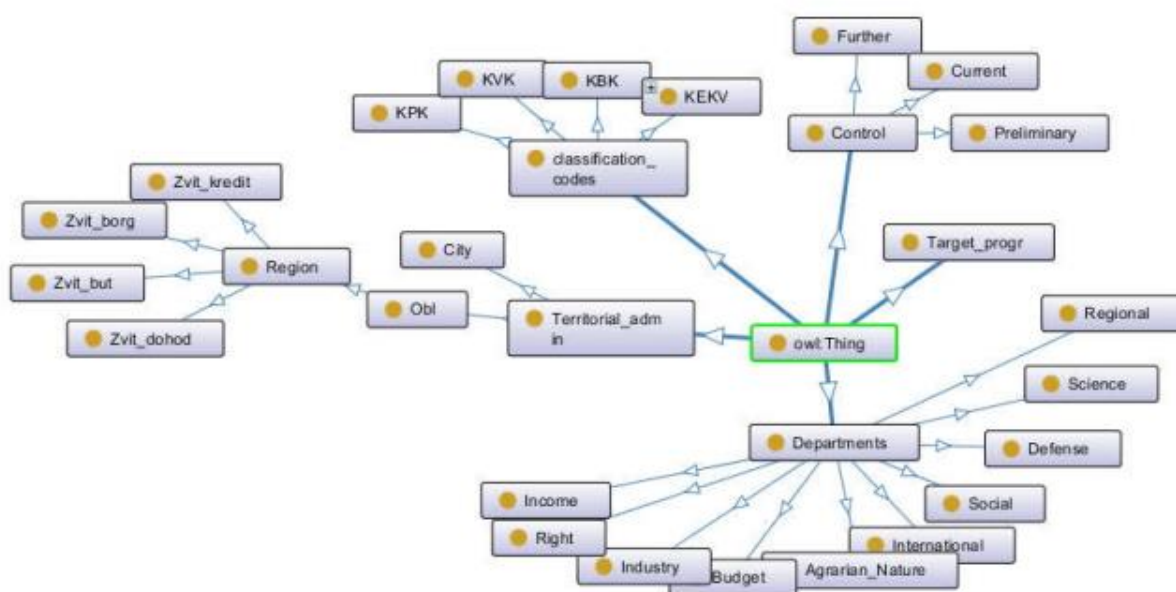 Further
KVK
KBK
Current
KEKV
KPK
Control
Preliminary
classification_
codes
Zvit_kredit
Zvit_borg
City
Target_progr
Region
Zvit_but
Obl
Territorial_adm
in
Regional
Zvit_dohod
owl:Thing
Science
Departments
Defense
Income
Social
Right
International
Industry
Budget
Agrarian_Nature